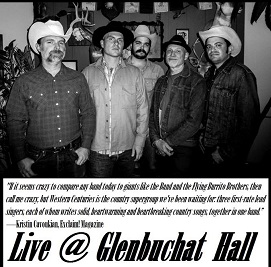 "If it seems crazy to compare any band today to giants like the Band and the Flying Burrito Brothers, then
call me crazy, but Western Centuries is the country supergroup we've been waiting for: three first-rate lead
singers, each of whom writes solid, heartwarming and heartbreaking country songs, together in one band."
—Kristin Cavoukian, Exclaim! Magazine
Live @ Glenbuchat Hall